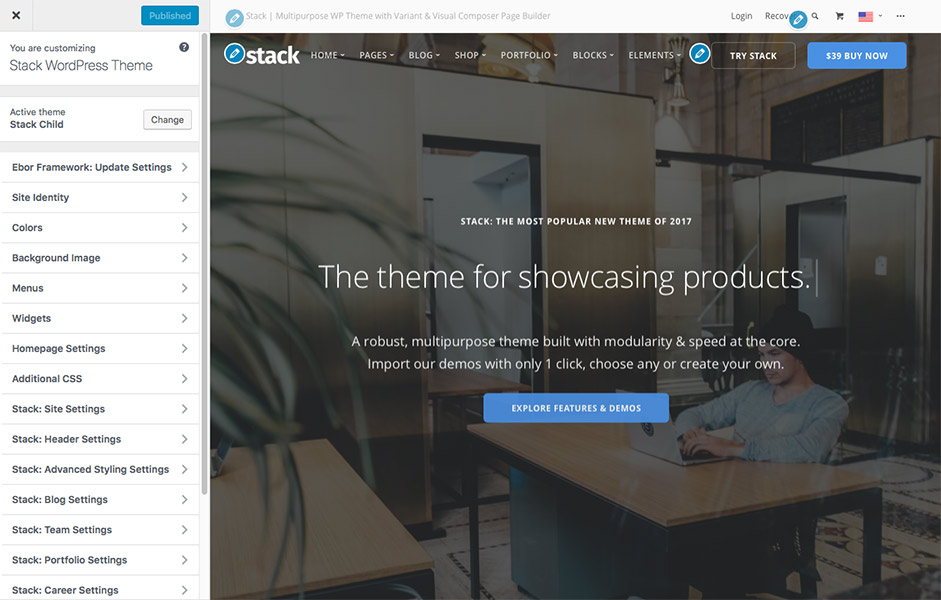 Published
You are customizing
Stack WordPress Theme
Active theme
Stack Child
Change
Ebor Framework: Update Settings
Site Identity
Colors
Background Image
Menus
Widgets
Homepage Settings
Additional CSS
Stack: Site Settings
Stack: Header Settings
Stack: Advanced Styling Settings
Stack: Blog Settings
Stack: Team Settings
Stack: Portfolio Settings
Stack: Career Settings
Stack | Multipurpose WP Theme with Variant & Visual Composer Page Builder
Login Recov
stack HOME PAGES BLOG SHOP PORTFOLIO BLOCKS ELEMENTS TRY STACK $39 BUY NOW
STACK: THE MOST POPULAR NEW THEME OF 2017
The theme for showcasing products.
A robust, multipurpose theme built with modularity & speed at the core.
Import our demos with only 1 click, choose any or create your own.
EXPLORE FEATURES & DEMOS